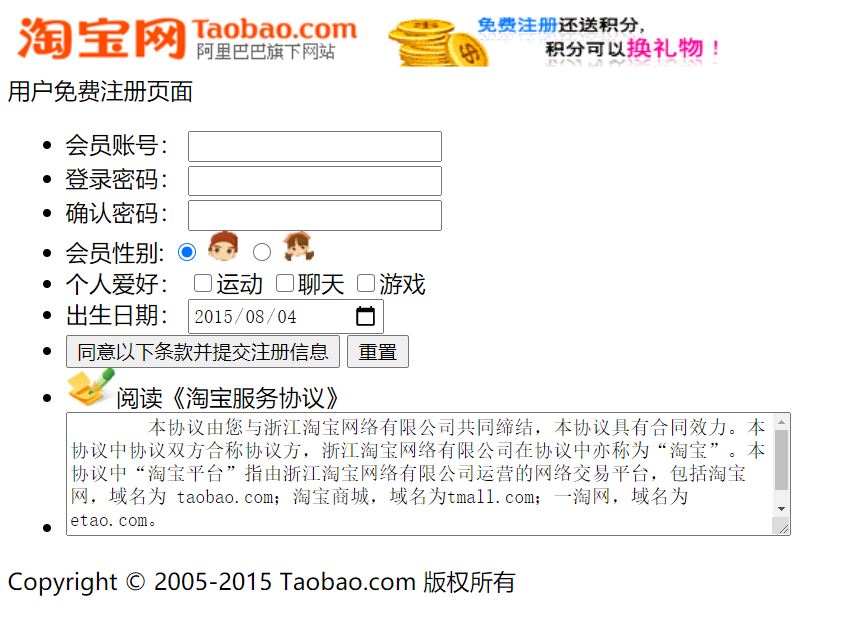 淘宝网 Taobao.com
阿里巴巴旗下网站
免费注册还送积分，
积分可以换礼物！
$
用户免费注册页面
会员账号：
登录密码：
确认密码：
会员性别:
个人爱好： 运动 聊天 游戏
出生日期： 2015/08/04
同意以下条款并提交注册信息 重置
阅读《淘宝服务协议》
本协议由您与浙江淘宝网络有限公司共同缔结，本协议具有合同效力。本
协议中协议双方合称协议方，浙江淘宝网络有限公司在协议中亦称为“淘宝”。本
协议中“淘宝平台”指由浙江淘宝网络有限公司运营的网络交易平台，包括淘宝
网，域名为 taobao.com；淘宝商城，域名为tmall.com；一淘网，域名为
etao.com。
Copyright © 2005-2015 Taobao.com 版权所有